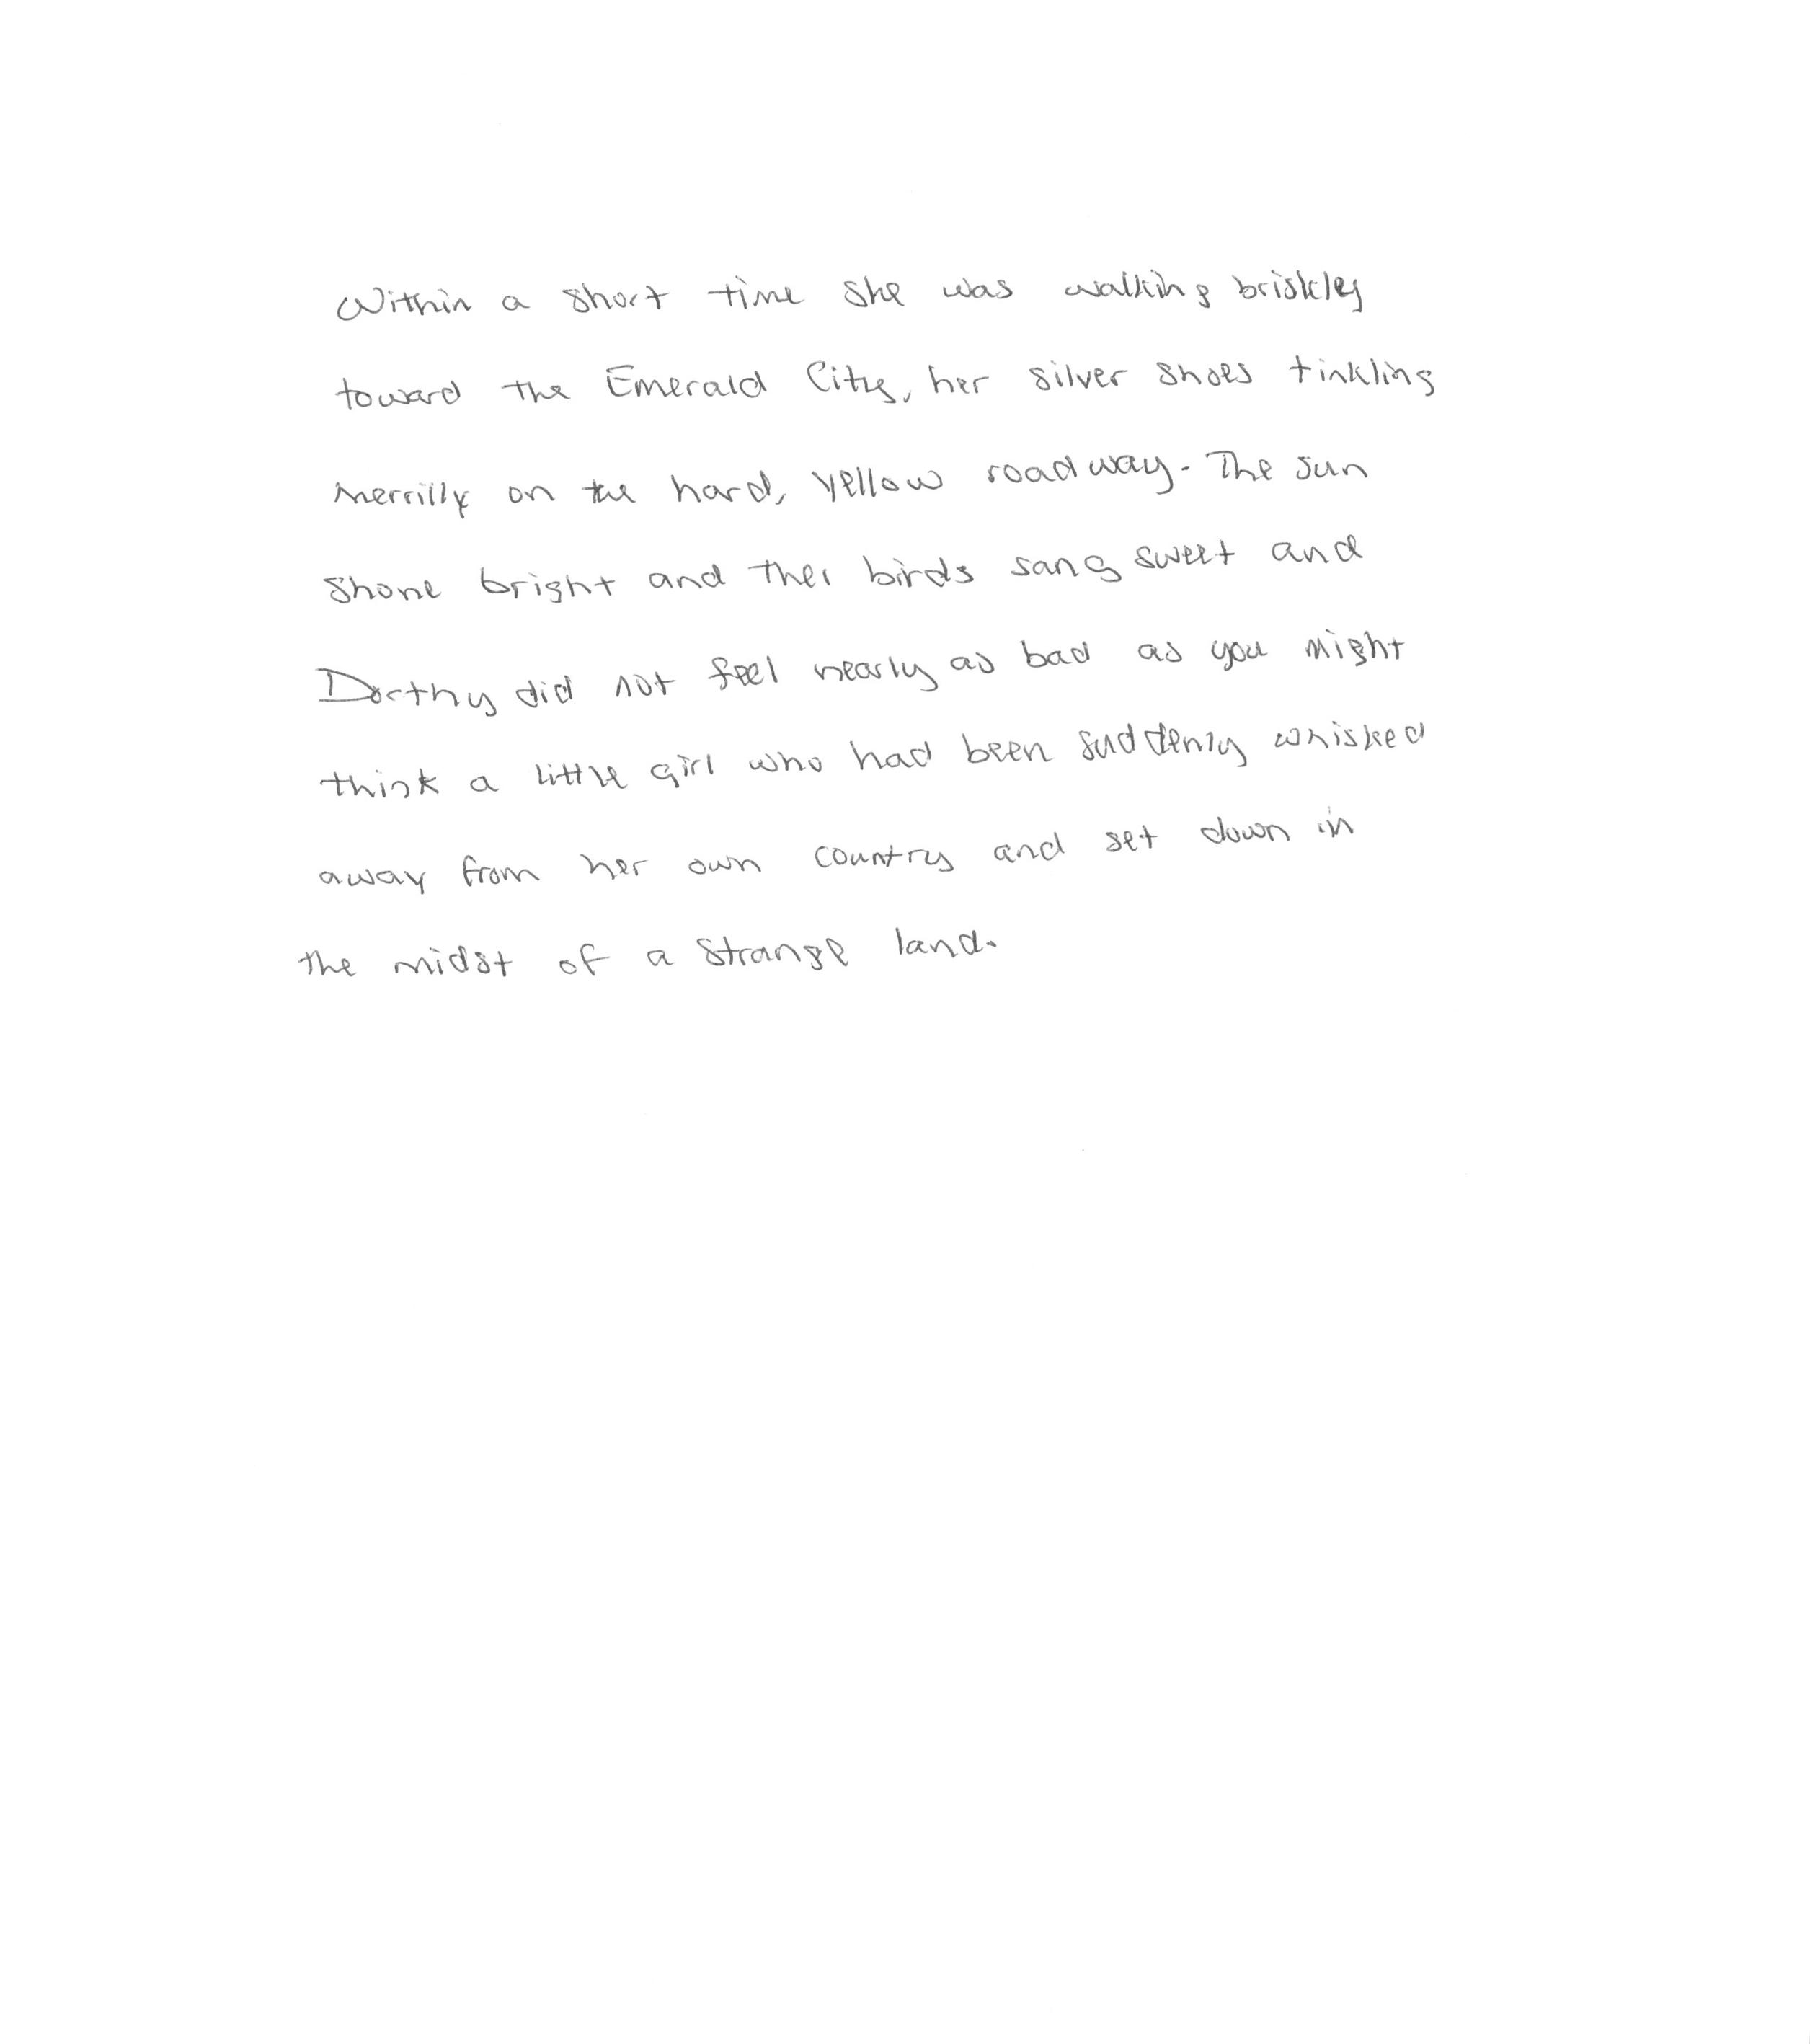 Within a short time she was walking briskley
toward the Emerald City, her silver shoes tinkling
merrilly on the hard, yellow roadway. The sun
shone bright and ther birds sang sweet and
Dorthy did not feel nearly as bad as you might
think a little girl who had been suddenly whisked
away from her own country and set down in
the midst of a strange land.